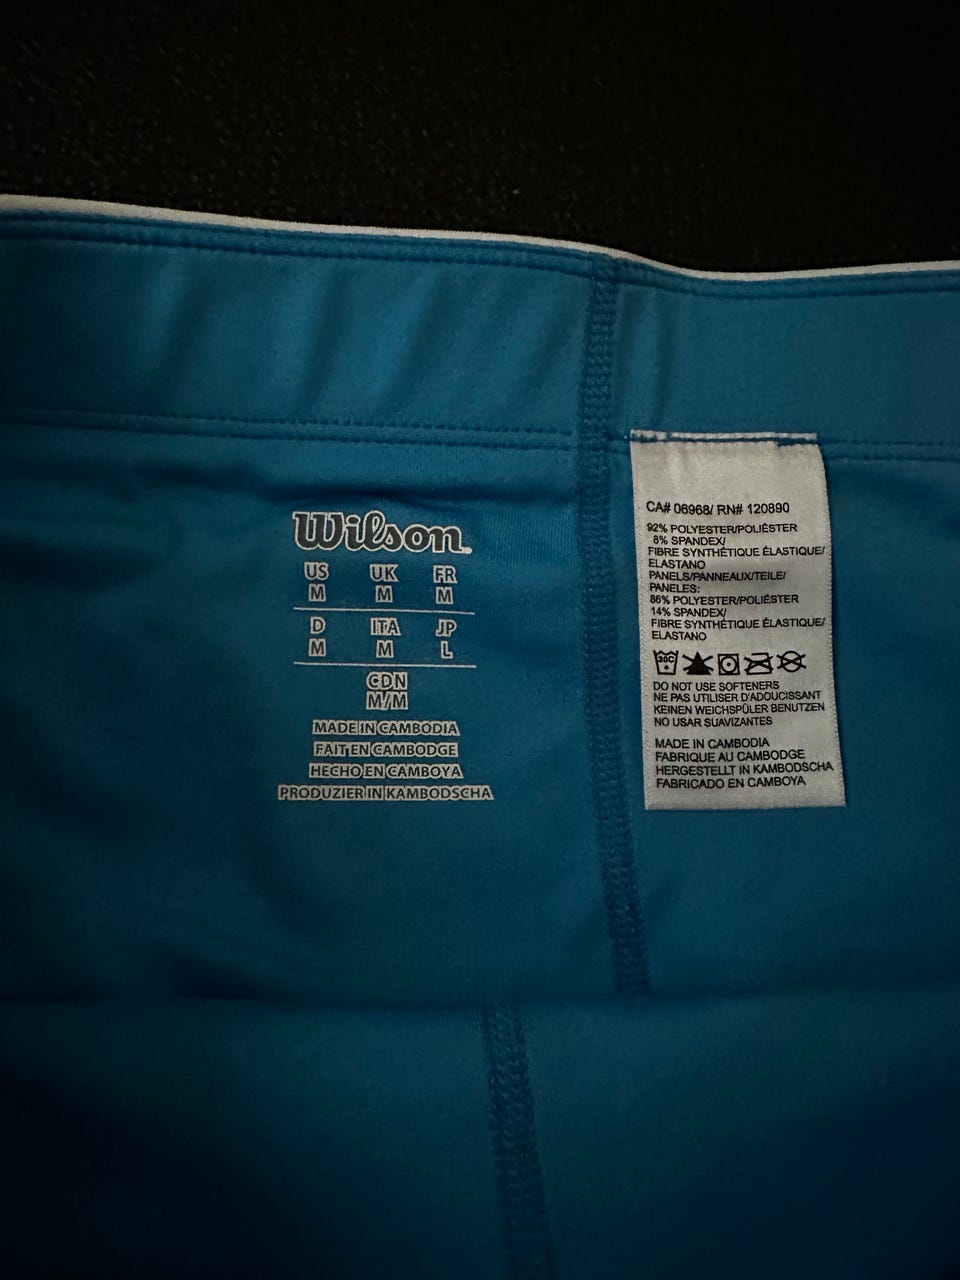 Wilson
US UK FR
M M M
D ITA JP
M M L
CDN
M/M
MADE IN CAMBODIA
FAIT EN CAMBODGE
HECHO EN CAMBOYA
PRODUZIER IN KAMBODSCHA
CA# 06968/ RN# 120890
92% POLYESTER/POLIÉSTER
8% SPANDEX/
FIBRE SYNTHÉTIQUE ÉLASTIQUE/
ELASTANO
PANELS/PANNEAUX/TEILE/
PANELES:
86% POLYESTER/POLIÉSTER
14% SPANDEX/
FIBRE SYNTHÉTIQUE ÉLASTIQUE/
ELASTANO
30C
DO NOT USE SOFTENERS
NE PAS UTILISER D'ADOUCISSANT
KEINEN WEICHSPÜLER BENUTZEN
NO USAR SUAVIZANTES
MADE IN CAMBODIA
FABRIQUE AU CAMBODGE
HERGESTELLT IN KAMBODSCHA
FABRICADO EN CAMBOYA